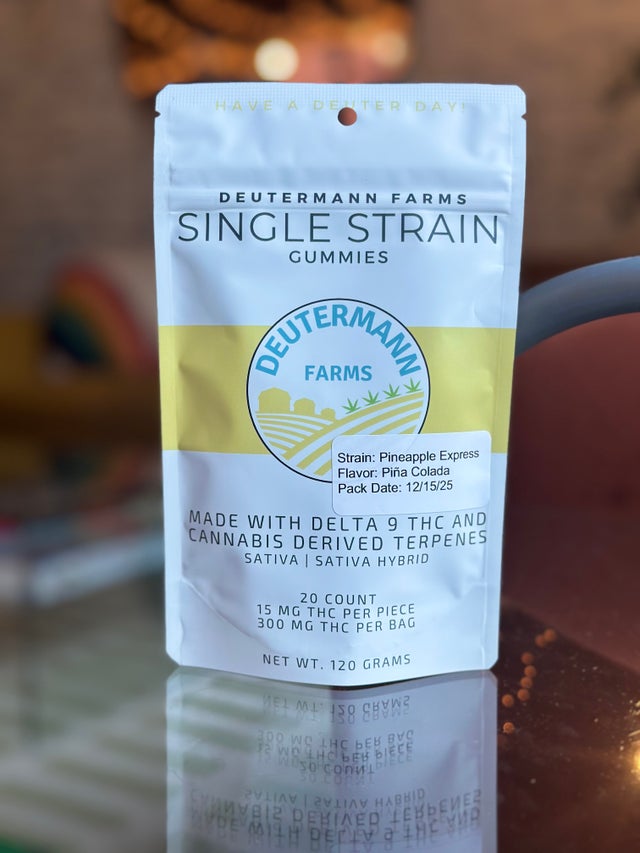 HAVE A DEUTER DAY!
DEUTERMANN FARMS
SINGLE STRAIN
GUMMIES
DEUTERMANN
FARMS
Strain: Pineapple Express
Flavor: Piña Colada
Pack Date: 12/15/25
MADE WITH DELTA 9 THC AND
CANNABIS DERIVED TERPENES
SATIVA | SATIVA HYBRID
20 COUNT
15 MG THC PER PIECE
300 MG THC PER BAG
NET WT. 120 GRAMS